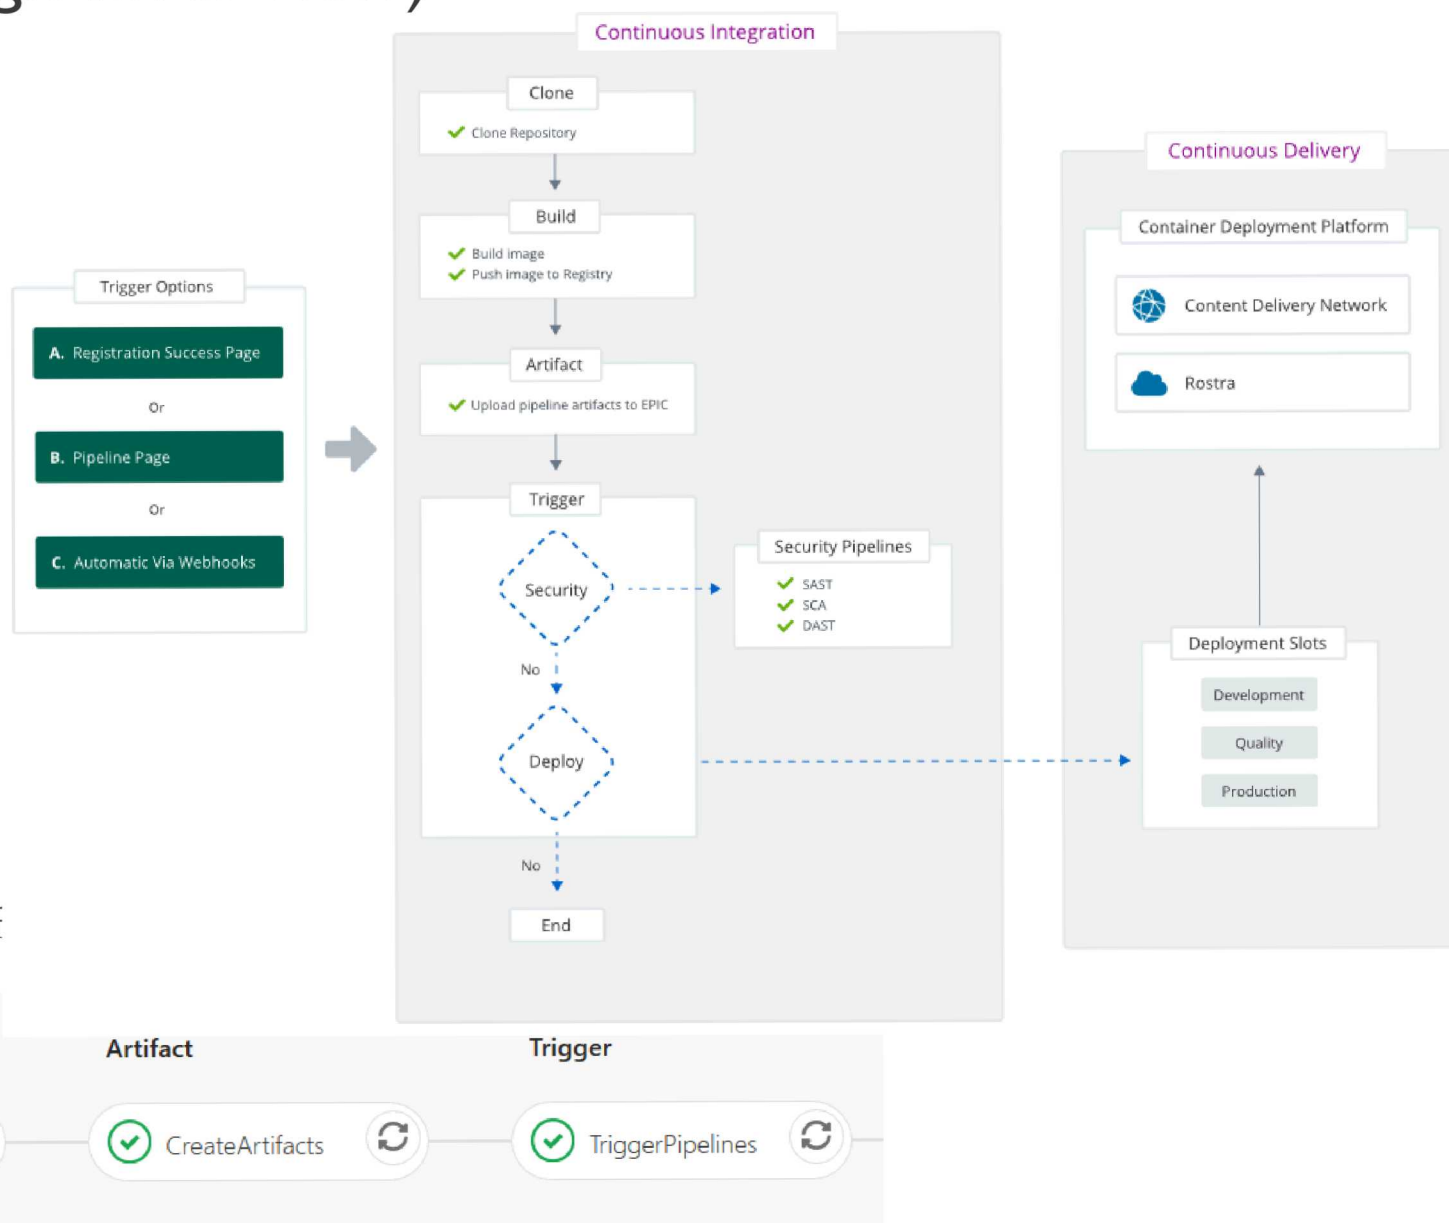 Continuous Integration
Clone
Clone Repository
Build
Build image
Push image to Registry
Artifact
Upload pipeline artifacts to EPIC
Trigger
Security
No
Deploy
No
End
Security Pipelines
SAST
SCA
DAST
Trigger Options
A. Registration Success Page
Or
B. Pipeline Page
Or
C. Automatic Via Webhooks
Continuous Delivery
Container Deployment Platform
Content Delivery Network
Rostra
Deployment Slots
Development
Quality
Production
Artifact
Trigger
CreateArtifacts
TriggerPipelines